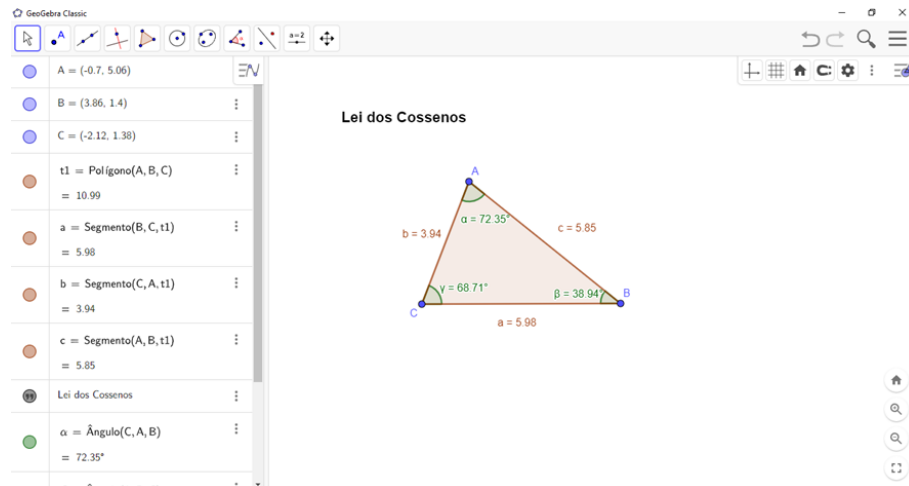 GeoGebra Classic
A
a=2
A = (-0.7, 5.06)
B = (3.86, 1.4)
C = (-2.12, 1.38)
t1 = Polígono(A, B, C)
= 10.99
a = Segmento(B, C, t1)
= 5.98
b = Segmento(C, A, t1)
= 3.94
c = Segmento(A, B, t1)
= 5.85
Lei dos Cossenos
α = Ângulo(C, A, B)
= 72.35°
Lei dos Cossenos
A
α = 72.35°
b = 3.94
c = 5.85
γ = 68.71°
β = 38.94°
B
C
a = 5.98